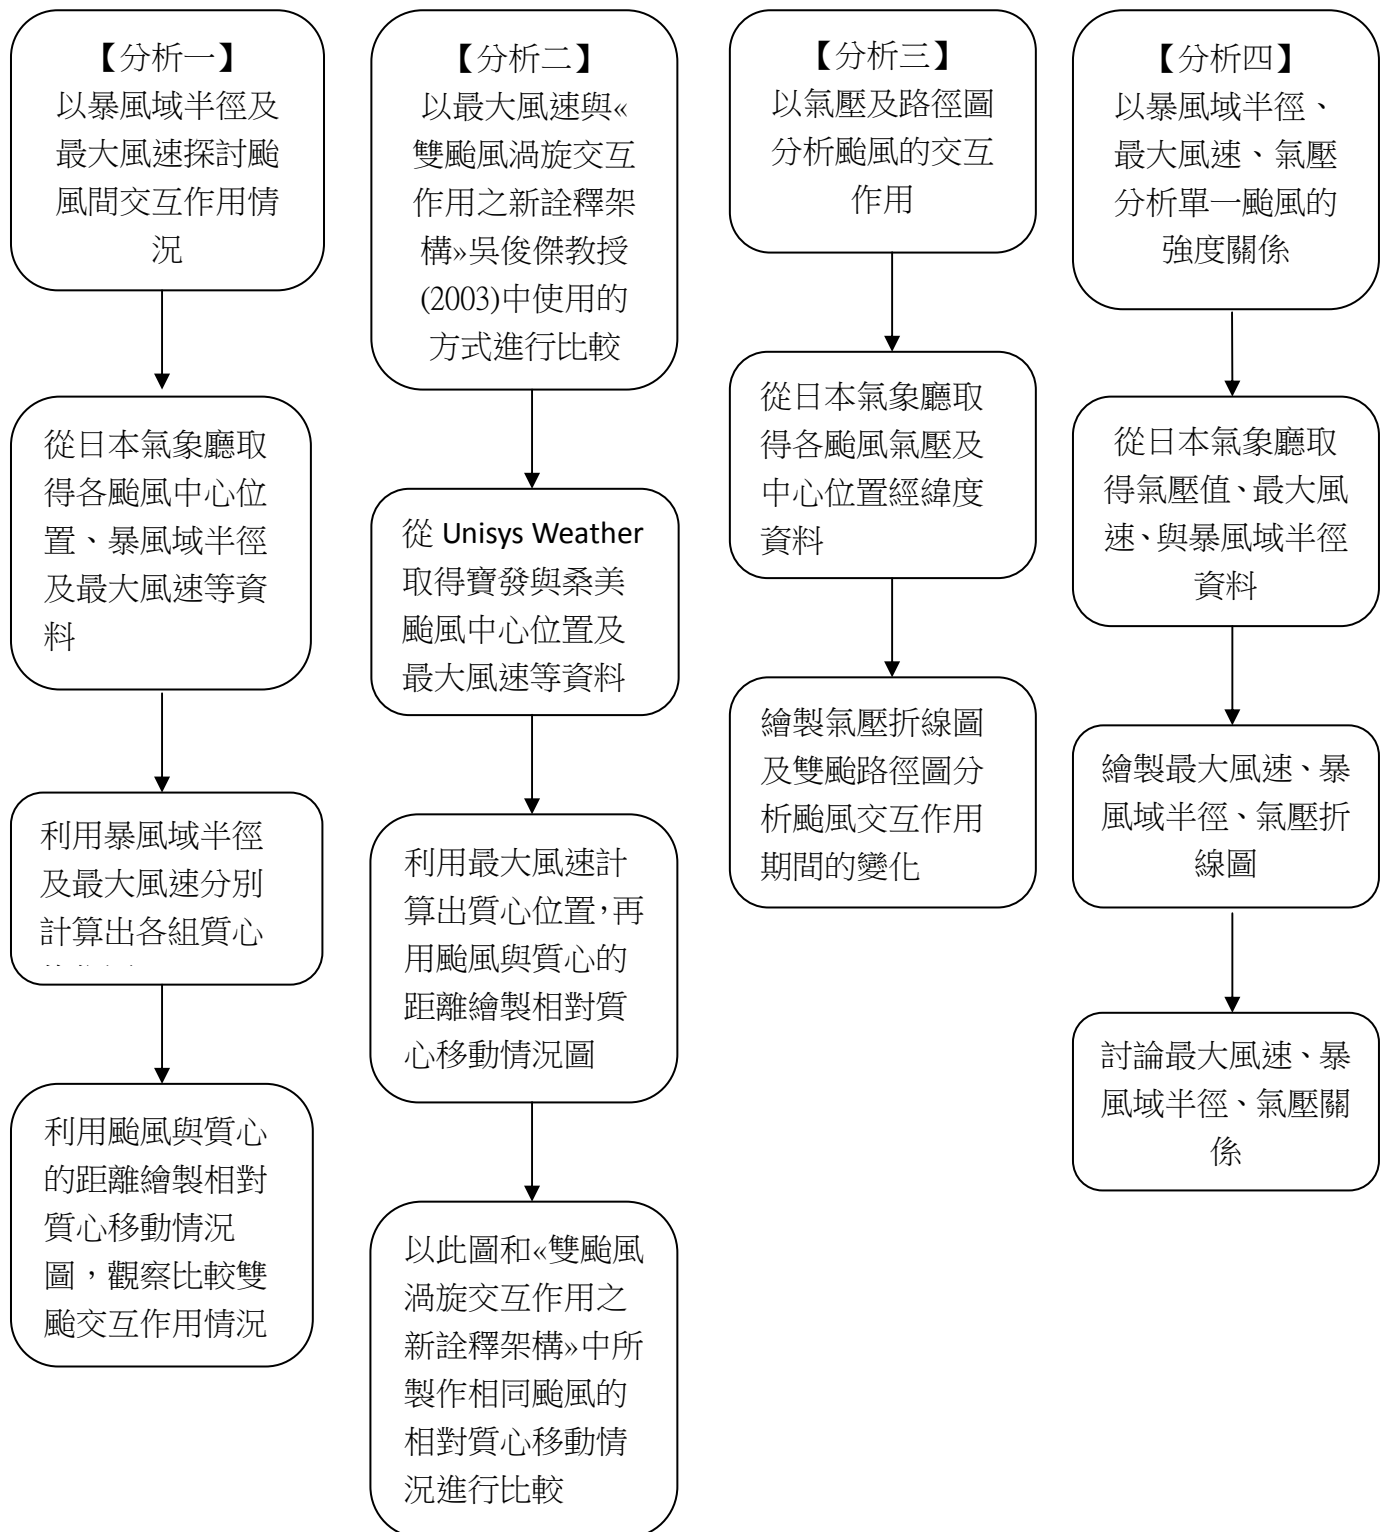 【分析一】
以暴風域半徑及
最大風速探討颱
風間交互作用情
況
從日本氣象廳取
得各颱風中心位
置、暴風域半徑
及最大風速等資
料
利用暴風域半徑
及最大風速分別
計算出各組質心
利用颱風與質心
的距離繪製相對
質心移動情況
圖，觀察比較雙
颱交互作用情況
【分析二】
以最大風速與«
雙颱風渦旋交互
作用之新詮釋架
構»吳俊傑教授
(2003)中使用的
方式進行比較
從 Unisys Weather
取得寶發與桑美
颱風中心位置及
最大風速等資料
利用最大風速計
算出質心位置，再
用颱風與質心的
距離繪製相對質
心移動情況圖
以此圖和«雙颱風
渦旋交互作用之
新詮釋架構»中所
製作相同颱風的
相對質心移動情
況進行比較
【分析三】
以氣壓及路徑圖
分析颱風的交互
作用
從日本氣象廳取
得各颱風氣壓及
中心位置經緯度
資料
繪製氣壓折線圖
及雙颱路徑圖分
析颱風交互作用
期間的變化
【分析四】
以暴風域半徑、
最大風速、氣壓
分析單一颱風的
強度關係
從日本氣象廳取
得氣壓值、最大風
速、與暴風域半徑
資料
繪製最大風速、暴
風域半徑、氣壓折
線圖
討論最大風速、暴
風域半徑、氣壓關
係